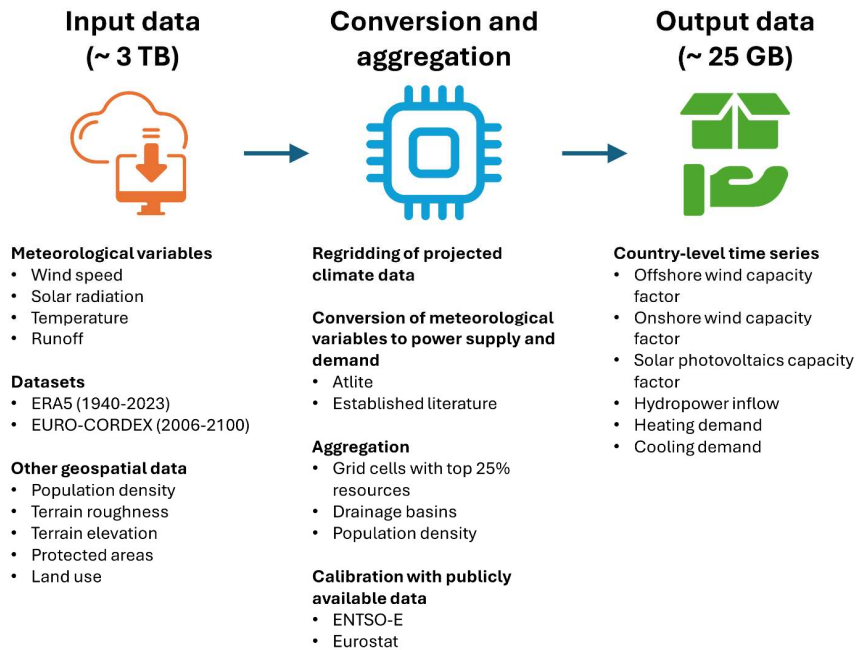 Input data
(~ 3 TB)
Meteorological variables
• Wind speed
• Solar radiation
• Temperature
• Runoff
Datasets
• ERA5 (1940-2023)
• EURO-CORDEX (2006-2100)
Other geospatial data
• Population density
• Terrain roughness
• Terrain elevation
• Protected areas
• Land use
Conversion and
aggregation
Regridding of projected
climate data
Conversion of meteorological
variables to power supply and
demand
• Atlite
• Established literature
Aggregation
• Grid cells with top 25%
resources
• Drainage basins
• Population density
Calibration with publicly
available data
• ENTSO-E
• Eurostat
Output data
(~ 25 GB)
Country-level time series
• Offshore wind capacity
factor
• Onshore wind capacity
factor
• Solar photovoltaics capacity
factor
• Hydropower inflow
• Heating demand
• Cooling demand